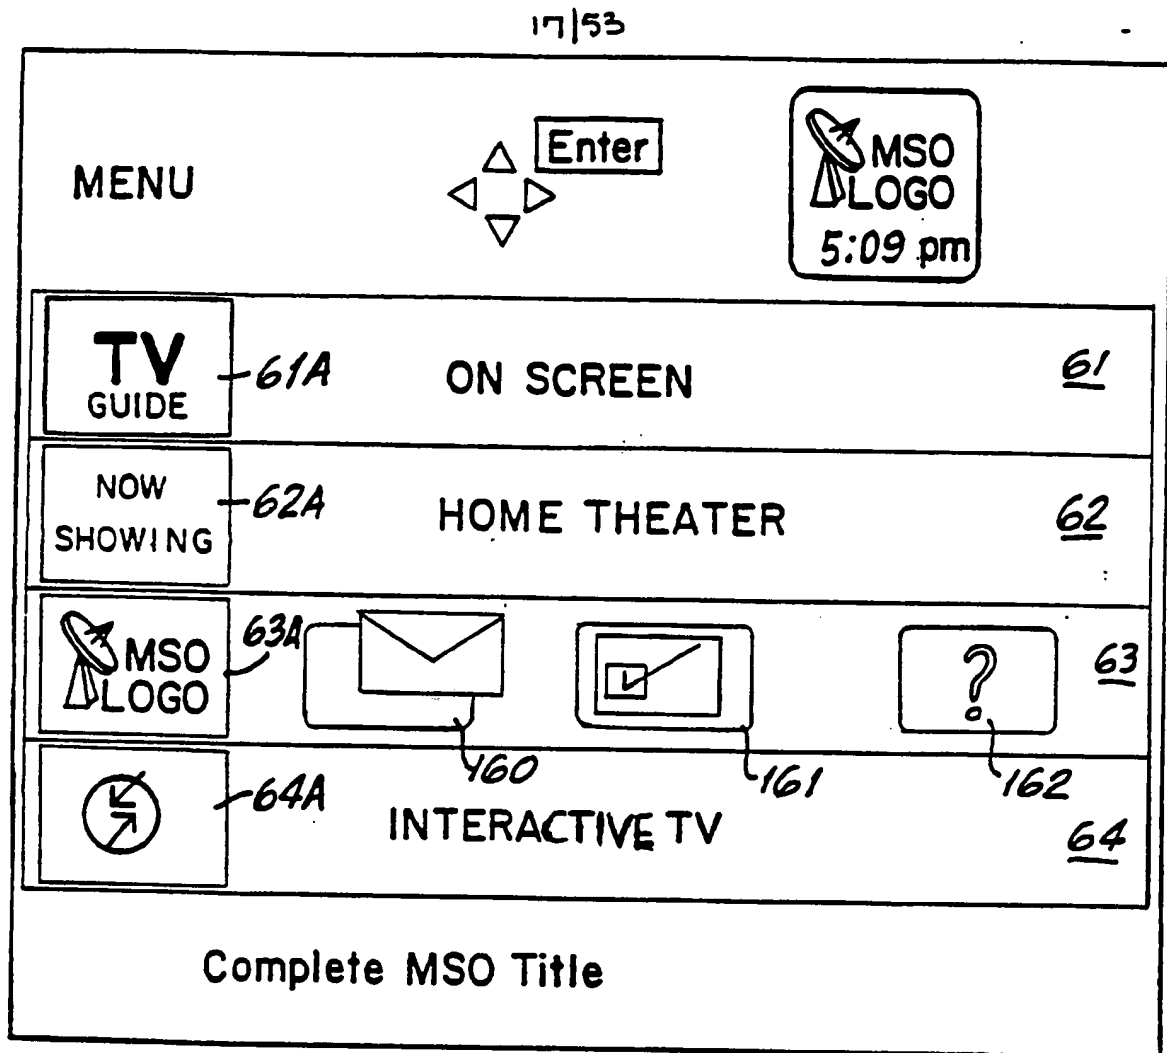 17/53
MENU
Enter
MSO
LOGO
5:09 pm
TV
GUIDE
61A
ON SCREEN
61
NOW
SHOWING
62A
HOME THEATER
62
MSO
LOGO
63A
?
63
160
161
162
64A
INTERACTIVE TV
64
Complete MSO Title